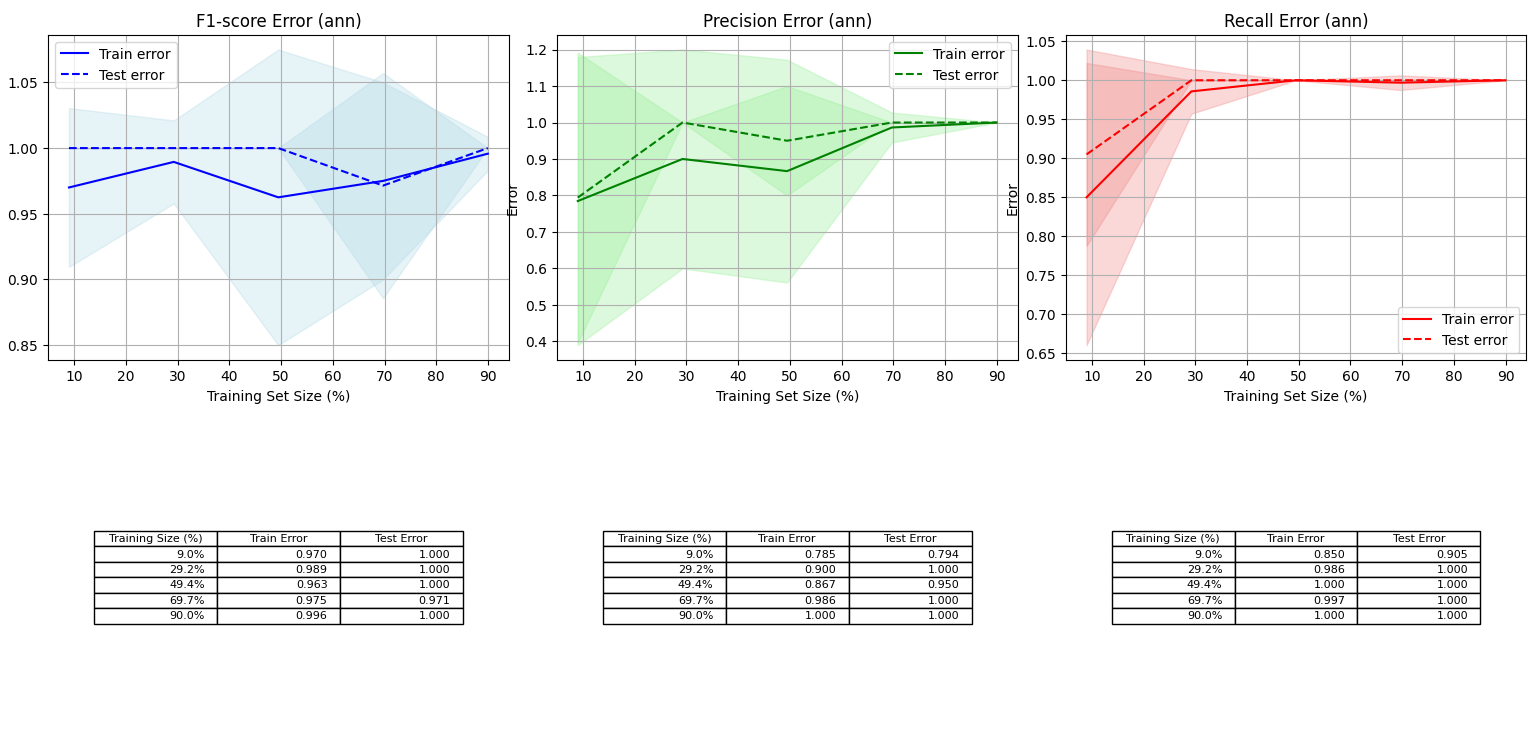 F1-score Error (ann)
Train error
Test error
1.05
1.00
0.95
0.90
0.85
10 20 30 40 50 60 70 80 90
Training Set Size (%)
Precision Error (ann)
Train error
Test error
Error
1.2
1.1
1.0
0.9
0.8
0.7
0.6
0.5
0.4
10 20 30 40 50 60 70 80 90
Training Set Size (%)
Recall Error (ann)
Error
1.05
1.00
0.95
0.90
0.85
0.80
0.75
0.70
0.65
Train error
Test error
10 20 30 40 50 60 70 80 90
Training Set Size (%)
Training Size (%) Train Error Test Error
9.0% 0.970 1.000
29.2% 0.989 1.000
49.4% 0.963 1.000
69.7% 0.975 0.971
90.0% 0.996 1.000
Training Size (%) Train Error Test Error
9.0% 0.785 0.794
29.2% 0.900 1.000
49.4% 0.867 0.950
69.7% 0.986 1.000
90.0% 1.000 1.000
Training Size (%) Train Error Test Error
9.0% 0.850 0.905
29.2% 0.986 1.000
49.4% 1.000 1.000
69.7% 0.997 1.000
90.0% 1.000 1.000